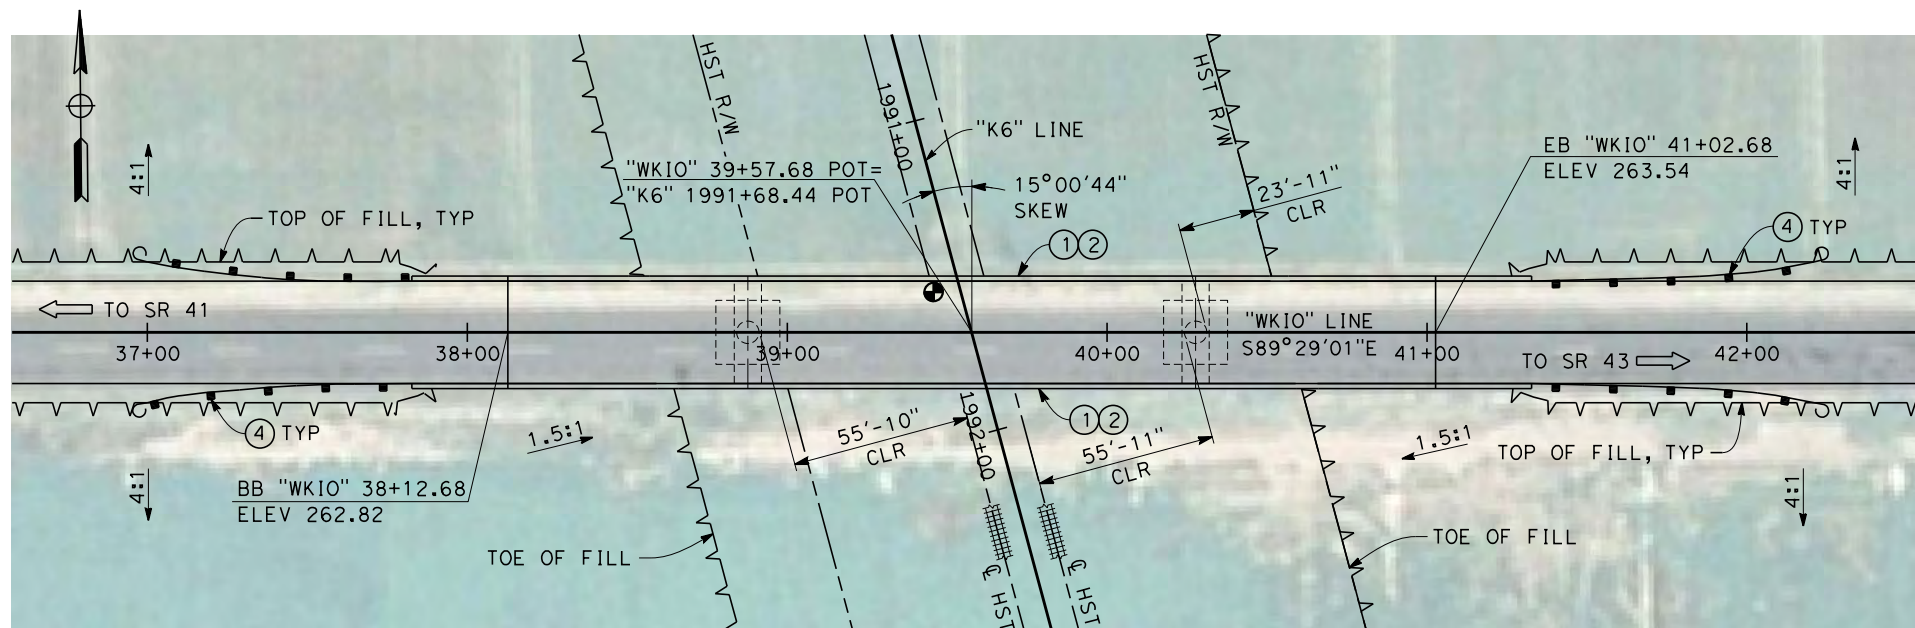 HST R/W
HST R/W
1991+00
"K6" LINE
"WKIO" 39+57.68 POT=
"K6" 1991+68.44 POT
15°00'44"
SKEW
23'-11"
CLR
EB "WKIO" 41+02.68
ELEV 263.54
4:1
4:1
TOP OF FILL, TYP
1 2
4 TYP
TO SR 41
"WKIO" LINE
S89°29'01"E
37+00
38+00
39+00
40+00
41+00
42+00
TO SR 43
4 TYP
1.5:1
55'-10"
CLR
1992+00
1 2
55'-11"
CLR
1.5:1
TOP OF FILL, TYP
4:1
4:1
BB "WKIO" 38+12.68
ELEV 262.82
TOE OF FILL
TOE OF FILL
℄ HST
℄ HST